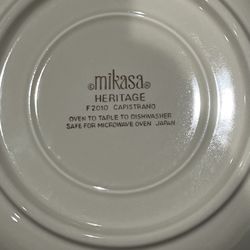 ©mikasa®
HERITAGE
F2010 CAPISTRANO
OVEN TO TABLE TO DISHWASHER
SAFE FOR MICROWAVE OVEN JAPAN